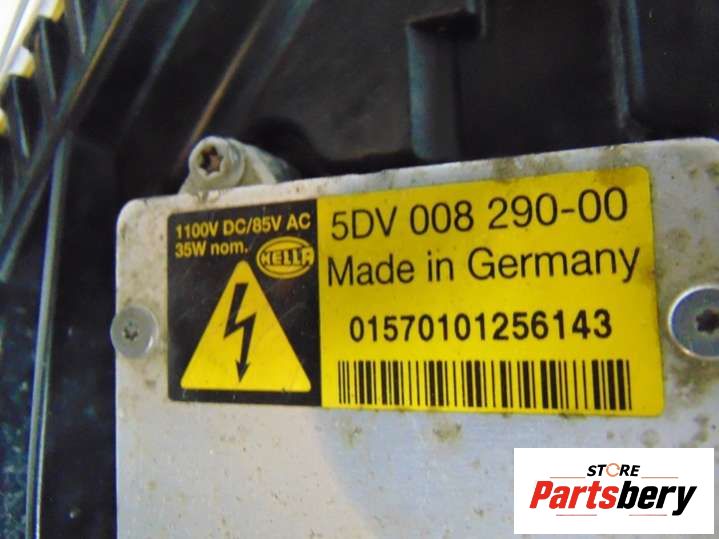 1100V DC/85V AC
35W nom.
HELLA
5DV 008 290-00
Made in Germany
01570101256143
STORE
Partsbery